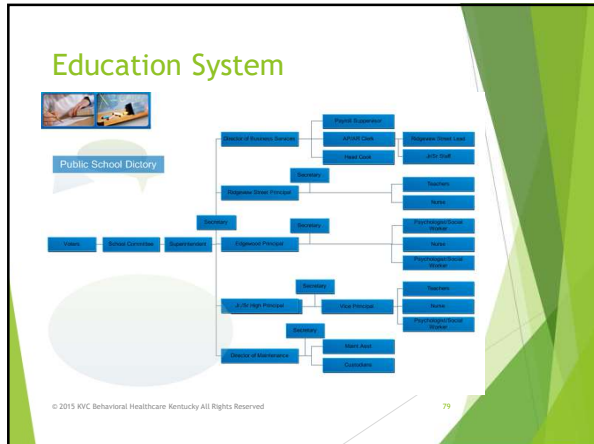 Education System
Public School Dictory
Payroll Supervisor
Director of Business Services
AP/AR Clerk
Ridgeview Street Lead
Head Cook
Jr/Sr Staff
Secretary
Ridgeview Street Principal
Teachers
Nurse
Secretary
Secretary
Psychologist/Social
Worker
Voters
School Committee
Superintendent
Edgewood Principal
Nurse
Psychologist/Social
Worker
Secretary
Teachers
Jr./Sr High Principal
Vice Principal
Nurse
Psychologist/Social
Worker
Secretary
Maint Asst
Director of Maintenance
Custodians
© 2015 KVC Behavioral Healthcare Kentucky All Rights Reserved
79